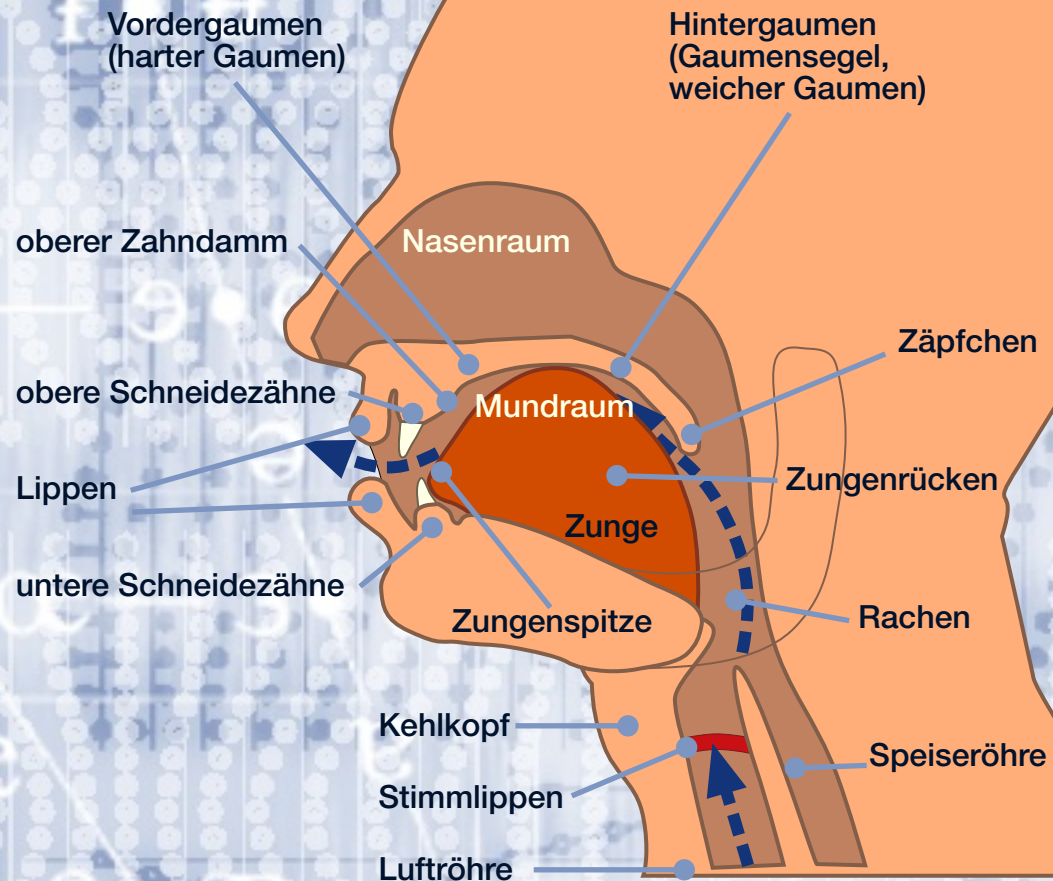 Vordergaumen
(harter Gaumen)
Hintergaumen
(Gaumensegel,
weicher Gaumen)
oberer Zahndamm
Nasenraum
Zäpfchen
obere Schneidezähne
Mundraum
Lippen
Zungenrücken
Zunge
untere Schneidezähne
Zungenspitze
Rachen
Kehlkopf
Speiseröhre
Stimmlippen
Luftröhre